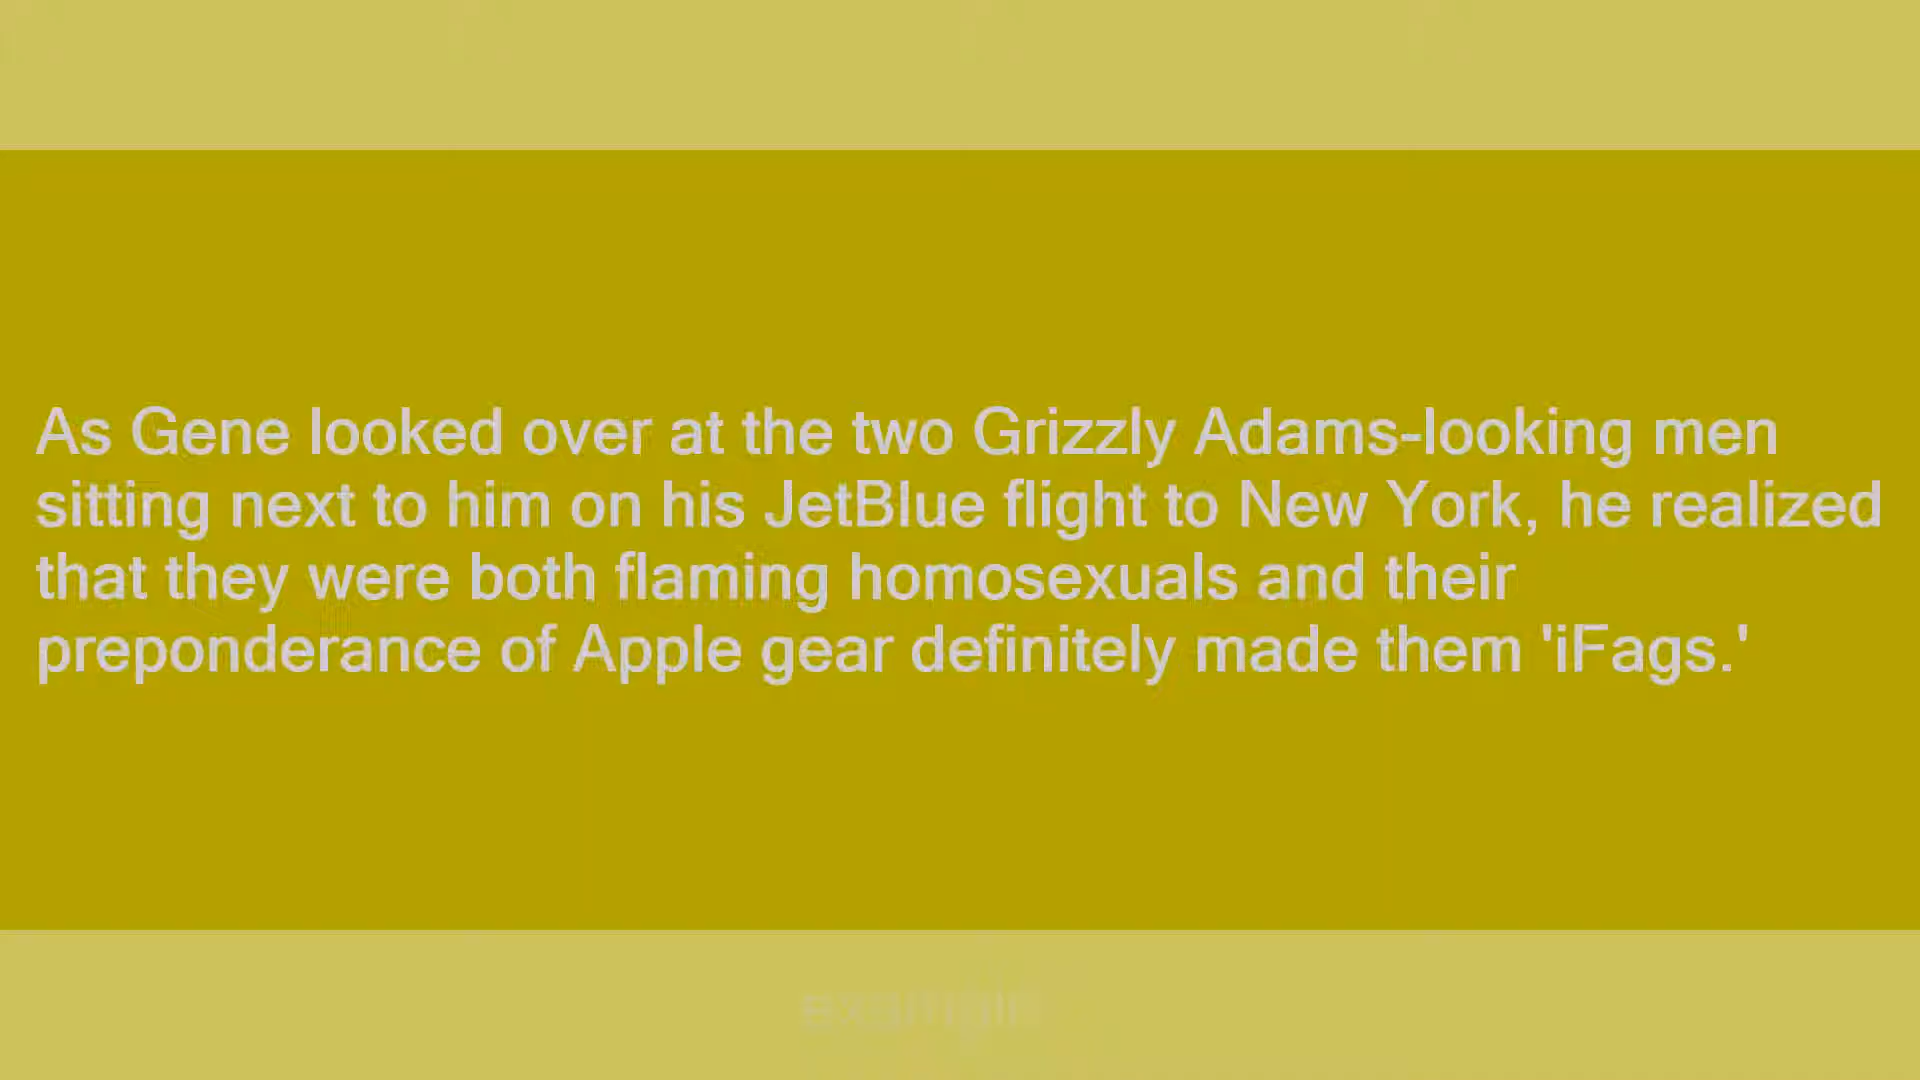 As Gene looked over at the two Grizzly Adams-looking men
sitting next to him on his JetBlue flight to New York, he realized
that they were both flaming homosexuals and their
preponderance of Apple gear definitely made them 'iFags.'
example